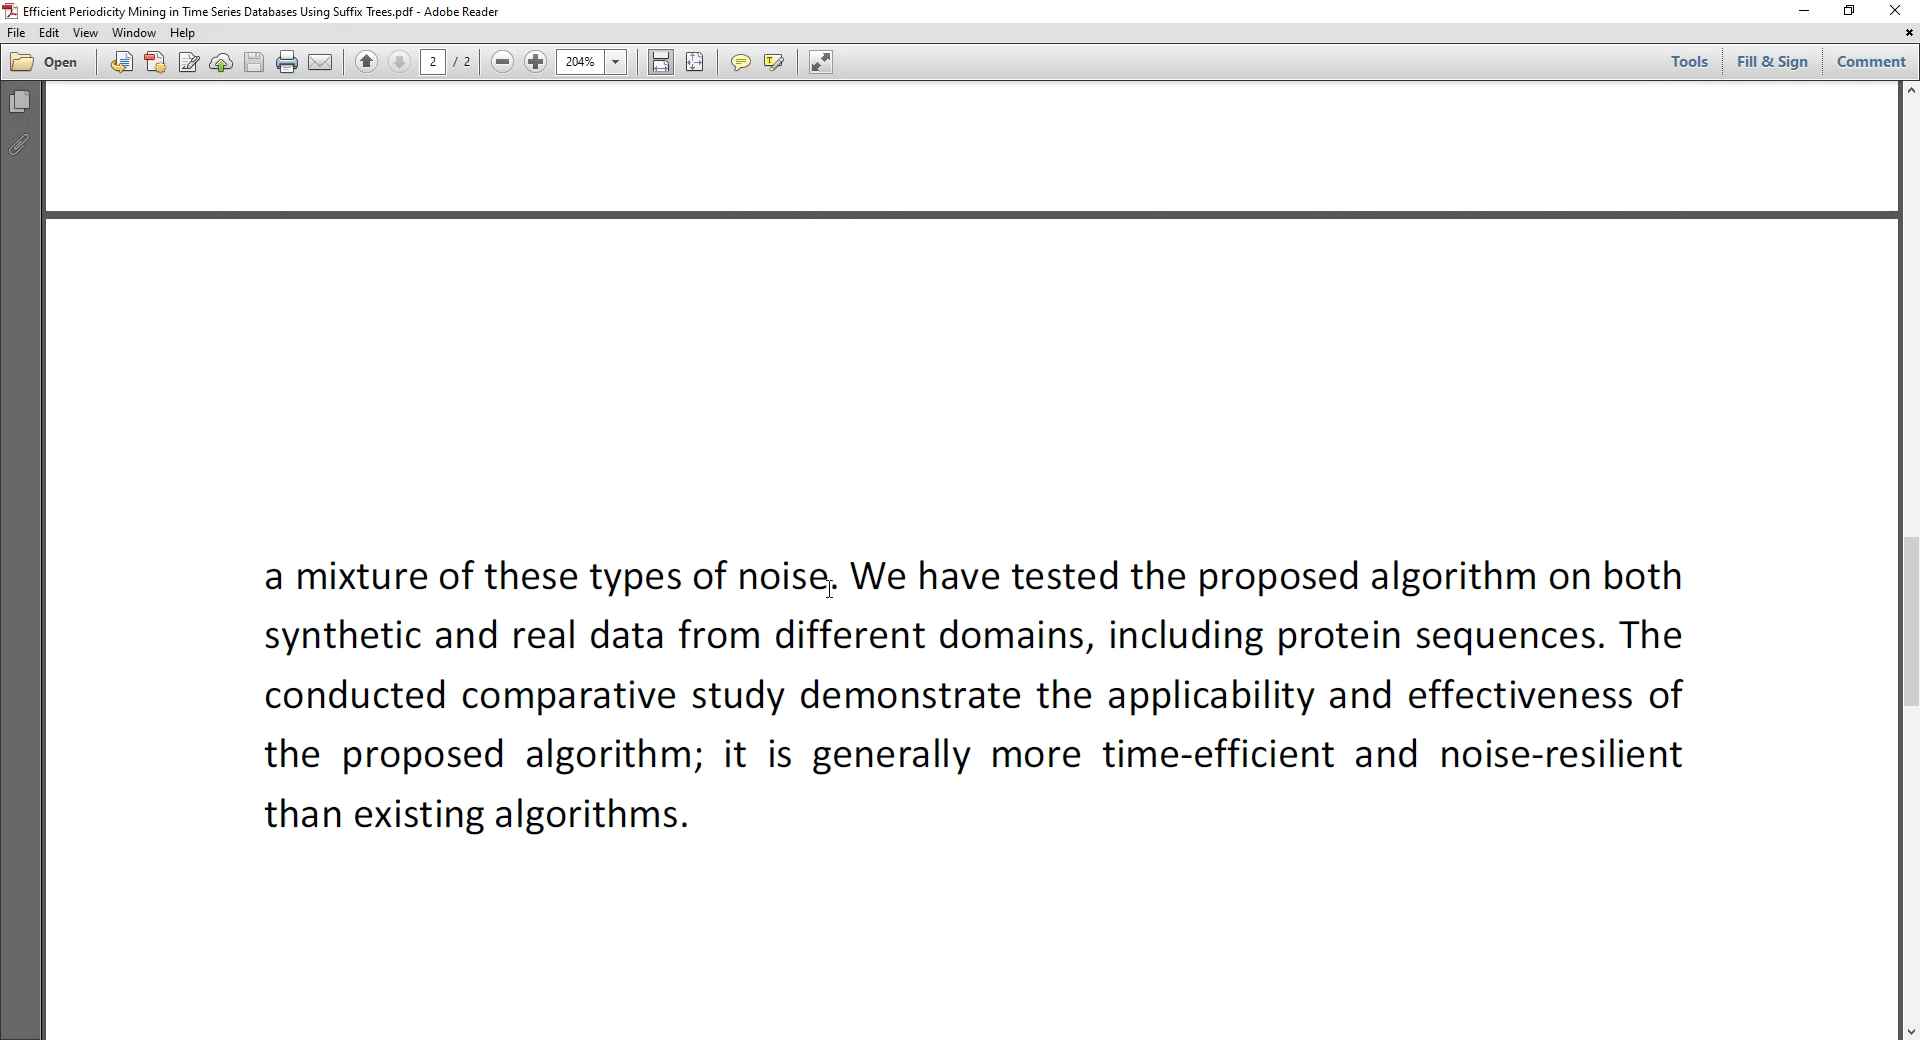 Efficient Periodicity Mining in Time Series Databases Using Suffix Trees.pdf - Adobe Reader
File Edit View Window Help
Open 2 / 2 204% Tools Fill & Sign Comment
a mixture of these types of noise. We have tested the proposed algorithm on both
synthetic and real data from different domains, including protein sequences. The
conducted comparative study demonstrate the applicability and effectiveness of
the proposed algorithm; it is generally more time-efficient and noise-resilient
than existing algorithms.